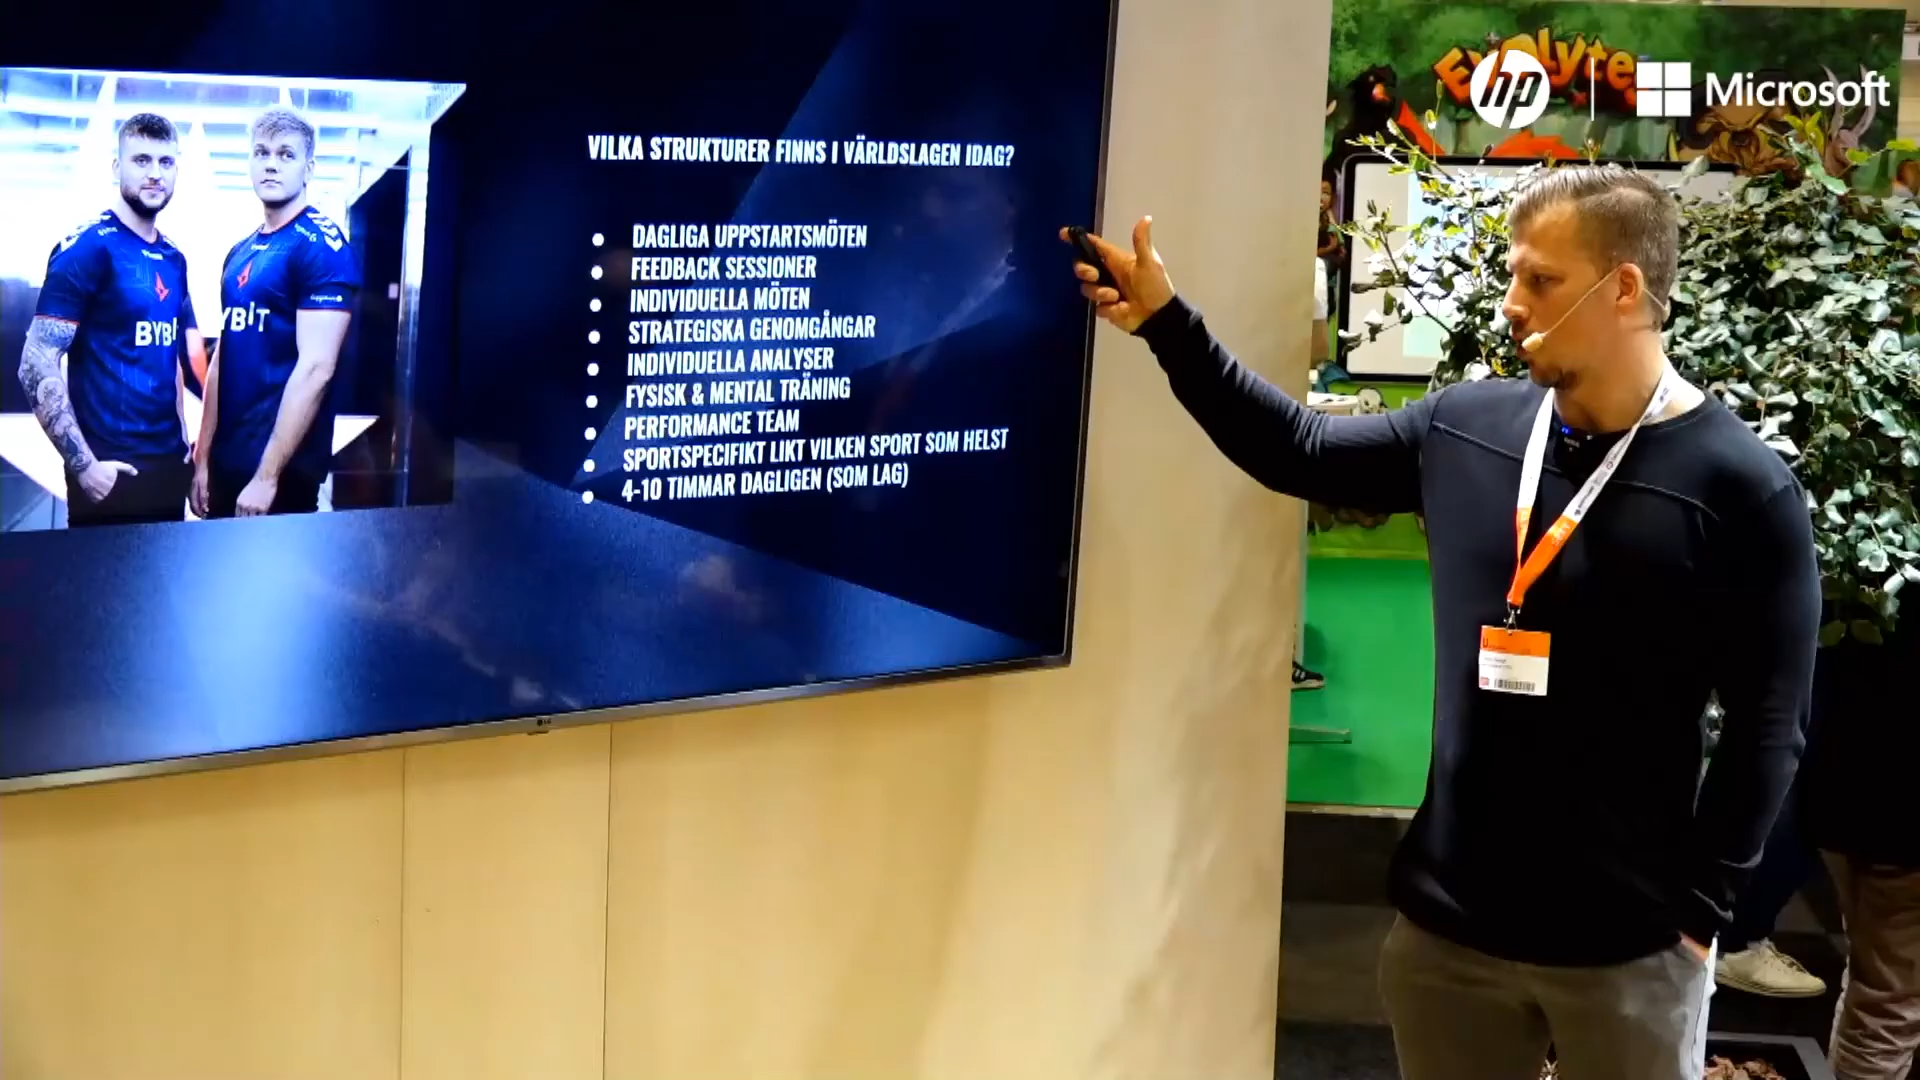 VILKA STRUKTURER FINNS I VÄRLDSLAGEN IDAG?
DAGLIGA UPPSTARTSMÖTEN
FEEDBACK SESSIONER
INDIVIDUELLA MÖTEN
STRATEGISKA GENOMGÅNGAR
INDIVIDUELLA ANALYSER
FYSISK & MENTAL TRÄNING
PERFORMANCE TEAM
SPORTSPECIFIKT LIKT VILKEN SPORT SOM HELST
4-10 TIMMAR DAGLIGEN (SOM LAG)
BYBIT
YBIT
LG
hp
Microsoft